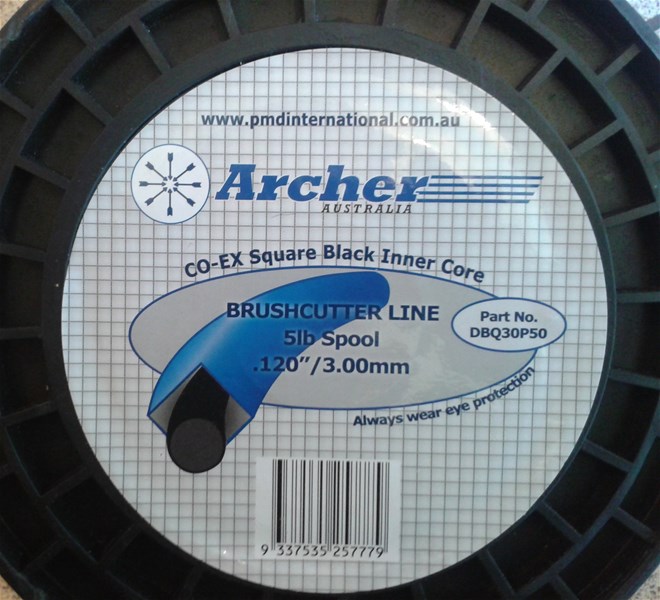 www.pmdinternational.com.au
Archer
AUSTRALIA
CO-EX Square Black Inner Core
BRUSHCUTTER LINE
5lb Spool
.120"/3.00mm
Part No.
DBQ30P50
Always wear eye protection
9 337535 257779